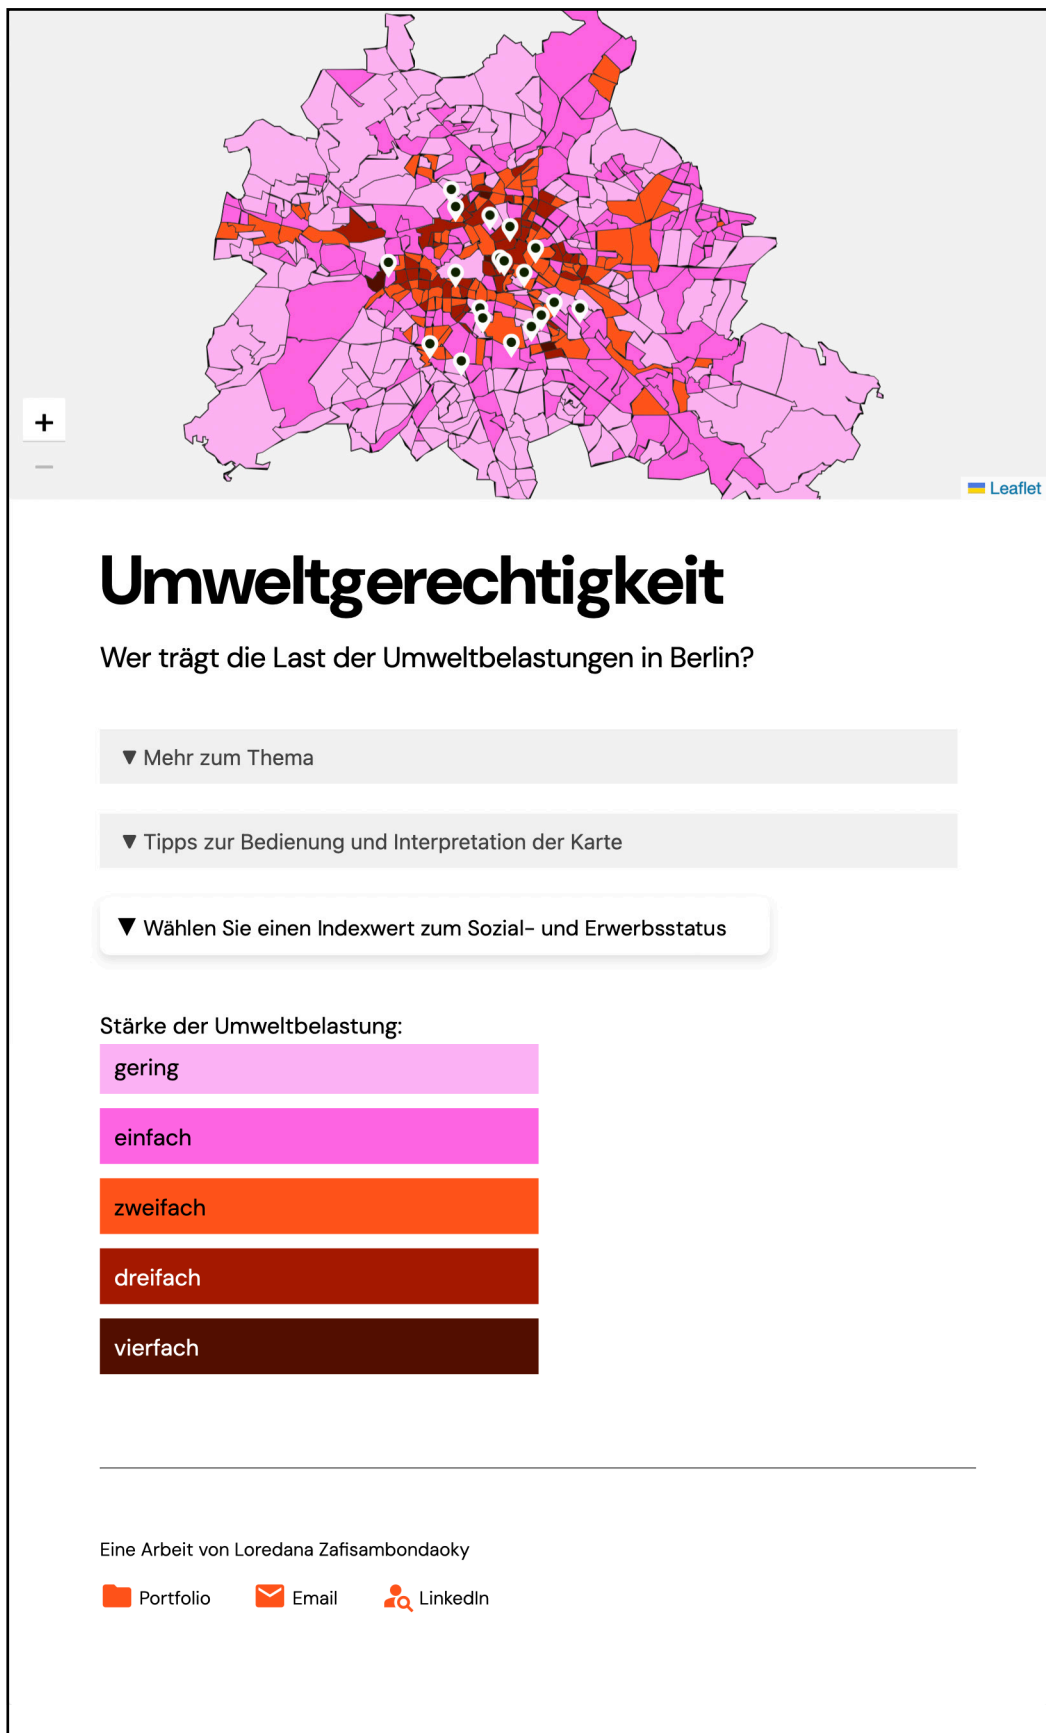 +
−
Leaflet
Umweltgerechtigkeit
Wer trägt die Last der Umweltbelastungen in Berlin?
▼ Mehr zum Thema
▼ Tipps zur Bedienung und Interpretation der Karte
▼ Wählen Sie einen Indexwert zum Sozial- und Erwerbsstatus
Stärke der Umweltbelastung:
gering
einfach
zweifach
dreifach
vierfach
Eine Arbeit von Loredana Zafisambondaoky
Portfolio Email LinkedIn